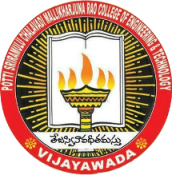 POTTI SRIRAMULU CHALAVADI MALLIKHARJUNA RAO COLLEGE OF ENGINEERING & TECHNOLOGY
తేజస్వినావధీతమస్తు
VIJAYAWADA